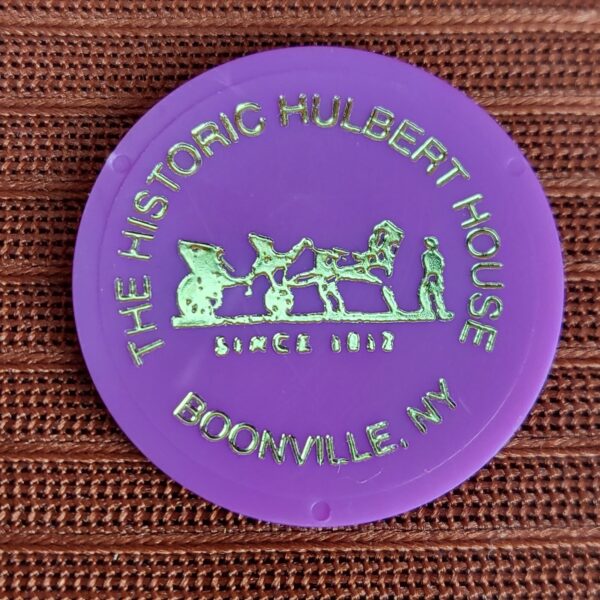 THE HISTORIC HULBERT HOUSE
SINCE 1812
BOONVILLE, NY